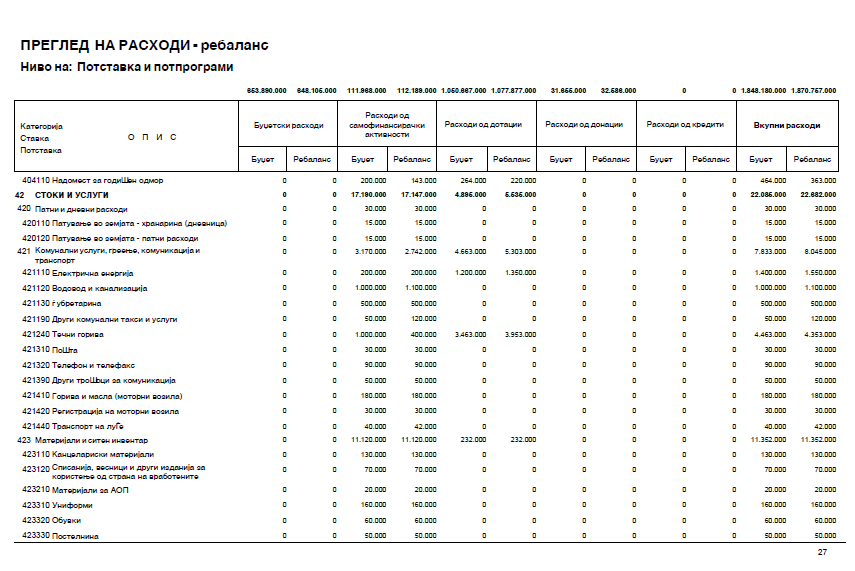 ПРЕГЛЕД НА РАСХОДИ - ребаланс
Ниво на: Потставка и потпрограми
653.890.000 648.105.000 111.968.000 112.189.000 1.050.667.000 1.077.877.000 31.655.000 32.586.000 0 0 1.848.180.000 1.870.757.000
Категорија
Ставка
Потставка
О П И С
Буџетски расходи
Расходи од самофинансирачки активности
Расходи од дотации
Расходи од донации
Расходи од кредити
Вкупни расходи
Буџет Ребаланс Буџет Ребаланс Буџет Ребаланс Буџет Ребаланс Буџет Ребаланс Буџет Ребаланс
404110 Надомест за годиШен одмор 0 0 200.000 143.000 264.000 220.000 0 0 0 0 464.000 363.000
42 СТОКИ И УСЛУГИ 0 0 17.190.000 17.147.000 4.895.000 5.535.000 0 0 0 0 22.085.000 22.682.000
420 Патни и дневни расходи 0 0 30.000 30.000 0 0 0 0 0 0 30.000 30.000
420110 Патување во земјата - хранарина (дневница) 0 0 15.000 15.000 0 0 0 0 0 0 15.000 15.000
420120 Патување во земјата - патни расходи 0 0 15.000 15.000 0 0 0 0 0 0 15.000 15.000
421 Комунални услуги, греење, комуникација и
транспорт 0 0 3.170.000 2.742.000 4.663.000 5.303.000 0 0 0 0 7.833.000 8.045.000
421110 Електрична енергија 0 0 200.000 200.000 1.200.000 1.350.000 0 0 0 0 1.400.000 1.550.000
421120 Водовод и канализација 0 0 1.000.000 1.100.000 0 0 0 0 0 0 1.000.000 1.100.000
421130 ѓубретарина 0 0 500.000 500.000 0 0 0 0 0 0 500.000 500.000
421190 Други комунални такси и услуги 0 0 50.000 120.000 0 0 0 0 0 0 50.000 120.000
421240 Течни горива 0 0 1.000.000 400.000 3.463.000 3.953.000 0 0 0 0 4.463.000 4.353.000
421310 ПоШта 0 0 30.000 30.000 0 0 0 0 0 0 30.000 30.000
421320 Телефон и телефакс 0 0 90.000 90.000 0 0 0 0 0 0 90.000 90.000
421390 Други троШоци за комуникација 0 0 50.000 50.000 0 0 0 0 0 0 50.000 50.000
421410 Горива и масла (моторни возила) 0 0 180.000 180.000 0 0 0 0 0 0 180.000 180.000
421420 Регистрација на моторни возила 0 0 30.000 30.000 0 0 0 0 0 0 30.000 30.000
421440 Транспорт на луЃе 0 0 40.000 42.000 0 0 0 0 0 0 40.000 42.000
423 Материјали и ситен инвентар 0 0 11.120.000 11.120.000 232.000 232.000 0 0 0 0 11.352.000 11.352.000
423110 Канцелариски материјали 0 0 130.000 130.000 0 0 0 0 0 0 130.000 130.000
423120 Списанија, весници и други изданија за
користење од страна на вработените 0 0 70.000 70.000 0 0 0 0 0 0 70.000 70.000
423210 Материјали за АОП 0 0 20.000 20.000 0 0 0 0 0 0 20.000 20.000
423310 Униформи 0 0 160.000 160.000 0 0 0 0 0 0 160.000 160.000
423320 Обувки 0 0 60.000 60.000 0 0 0 0 0 0 60.000 60.000
423330 Постелнина 0 0 50.000 50.000 0 0 0 0 0 0 50.000 50.000
27